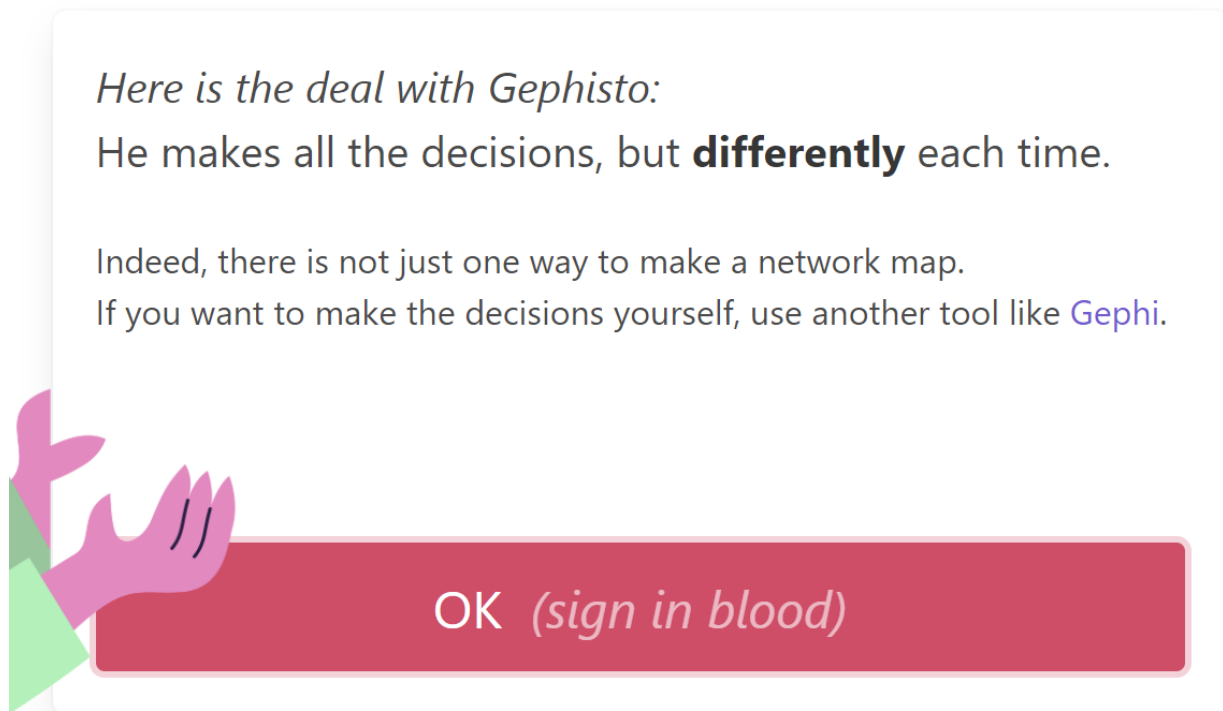 Here is the deal with Gephisto:
He makes all the decisions, but differently each time.
Indeed, there is not just one way to make a network map.
If you want to make the decisions yourself, use another tool like Gephi.
OK (sign in blood)